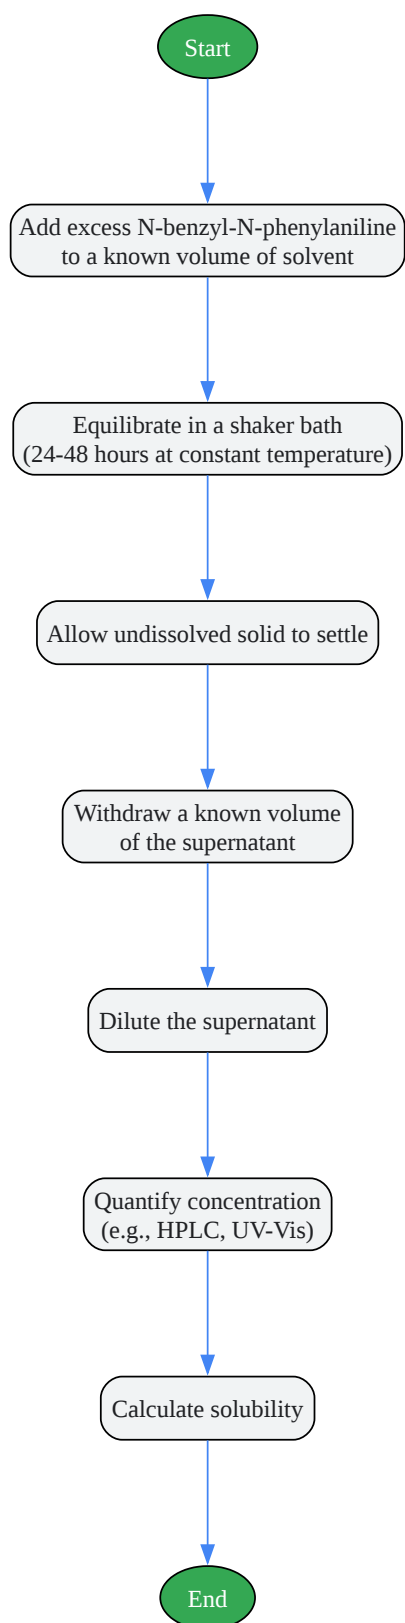 Start
Add excess N-benzyl-N-phenylaniline
to a known volume of solvent
Equilibrate in a shaker bath
(24-48 hours at constant temperature)
Allow undissolved solid to settle
Withdraw a known volume
of the supernatant
Dilute the supernatant
Quantify concentration
(e.g., HPLC, UV-Vis)
Calculate solubility
End